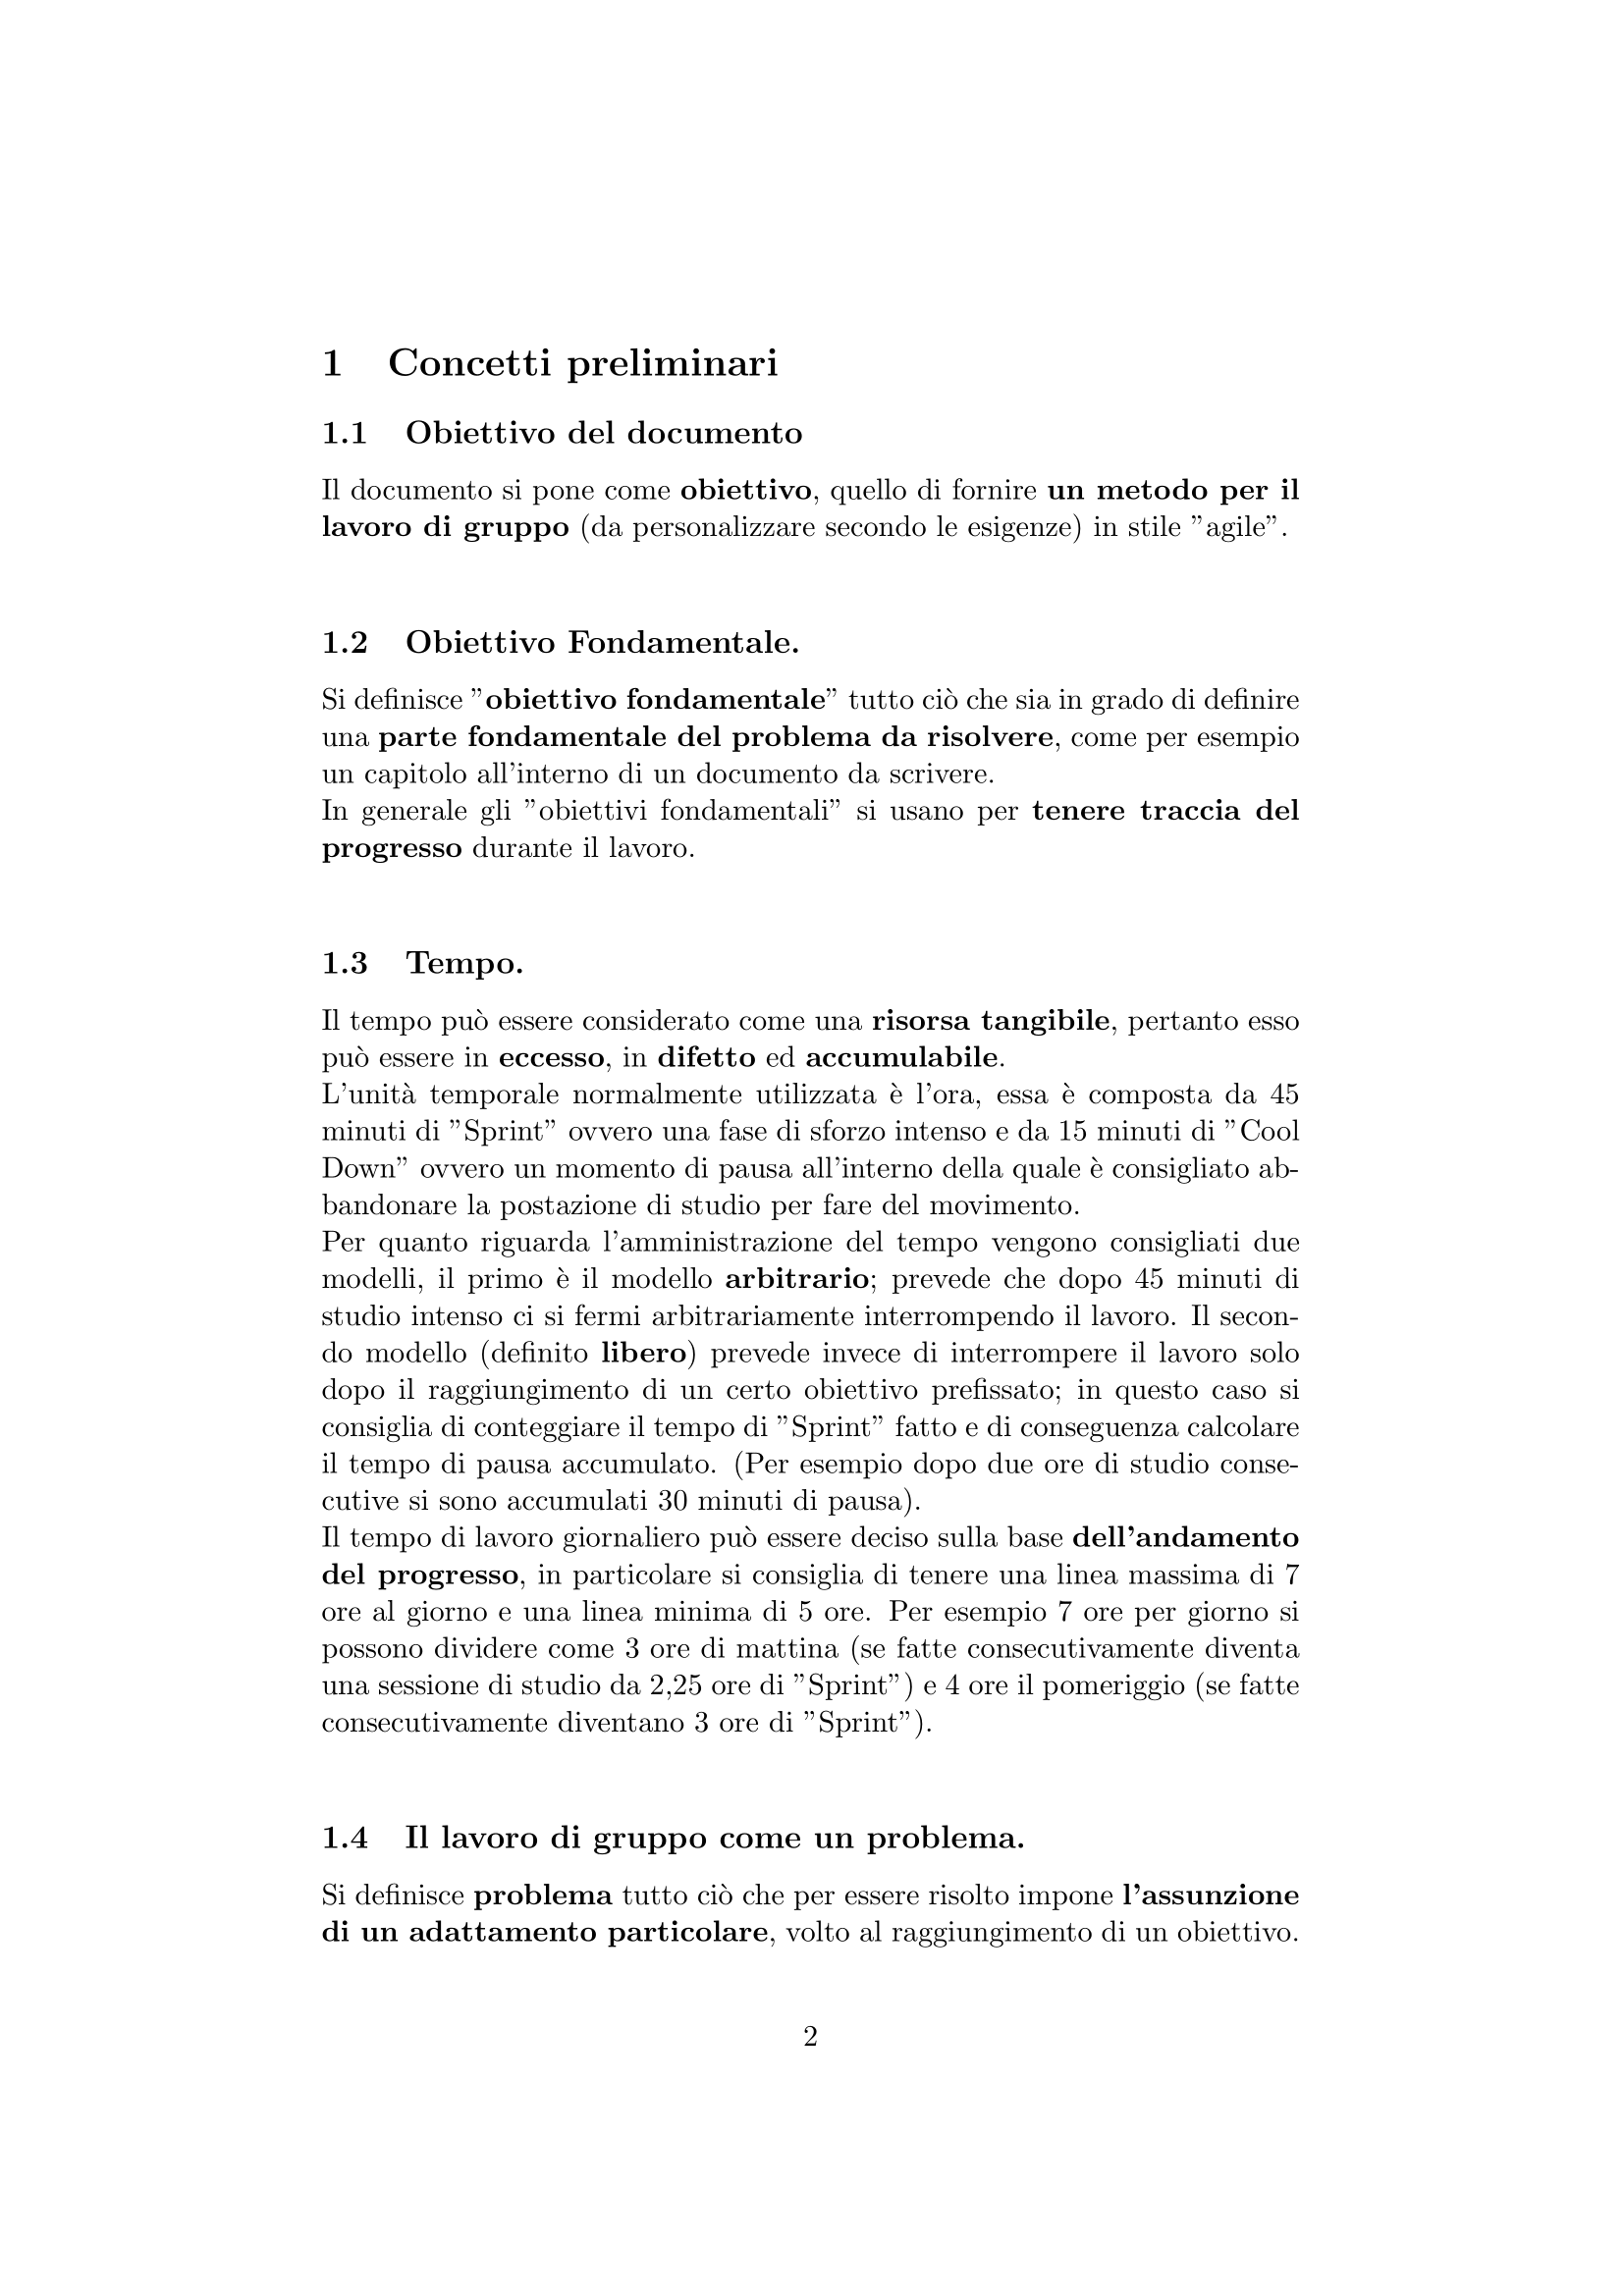 1 Concetti preliminari
1.1 Obiettivo del documento
Il documento si pone come obiettivo, quello di fornire un metodo per il
lavoro di gruppo (da personalizzare secondo le esigenze) in stile ”agile”.
1.2 Obiettivo Fondamentale.
Si definisce ”obiettivo fondamentale” tutto ciò che sia in grado di definire
una parte fondamentale del problema da risolvere, come per esempio
un capitolo all’interno di un documento da scrivere.
In generale gli ”obiettivi fondamentali” si usano per tenere traccia del
progresso durante il lavoro.
1.3 Tempo.
Il tempo può essere considerato come una risorsa tangibile, pertanto esso
può essere in eccesso, in difetto ed accumulabile.
L’unità temporale normalmente utilizzata è l’ora, essa è composta da 45
minuti di ”Sprint” ovvero una fase di sforzo intenso e da 15 minuti di ”Cool
Down” ovvero un momento di pausa all’interno della quale è consigliato ab-
bandonare la postazione di studio per fare del movimento.
Per quanto riguarda l’amministrazione del tempo vengono consigliati due
modelli, il primo è il modello arbitrario; prevede che dopo 45 minuti di
studio intenso ci si fermi arbitrariamente interrompendo il lavoro. Il secon-
do modello (definito libero) prevede invece di interrompere il lavoro solo
dopo il raggiungimento di un certo obiettivo prefissato; in questo caso si
consiglia di conteggiare il tempo di ”Sprint” fatto e di conseguenza calcolare
il tempo di pausa accumulato. (Per esempio dopo due ore di studio conse-
cutive si sono accumulati 30 minuti di pausa).
Il tempo di lavoro giornaliero può essere deciso sulla base dell’andamento
del progresso, in particolare si consiglia di tenere una linea massima di 7
ore al giorno e una linea minima di 5 ore. Per esempio 7 ore per giorno si
possono dividere come 3 ore di mattina (se fatte consecutivamente diventa
una sessione di studio da 2,25 ore di ”Sprint”) e 4 ore il pomeriggio (se fatte
consecutivamente diventano 3 ore di ”Sprint”).
1.4 Il lavoro di gruppo come un problema.
Si definisce problema tutto ciò che per essere risolto impone l’assunzione
di un adattamento particolare, volto al raggiungimento di un obiettivo.
2